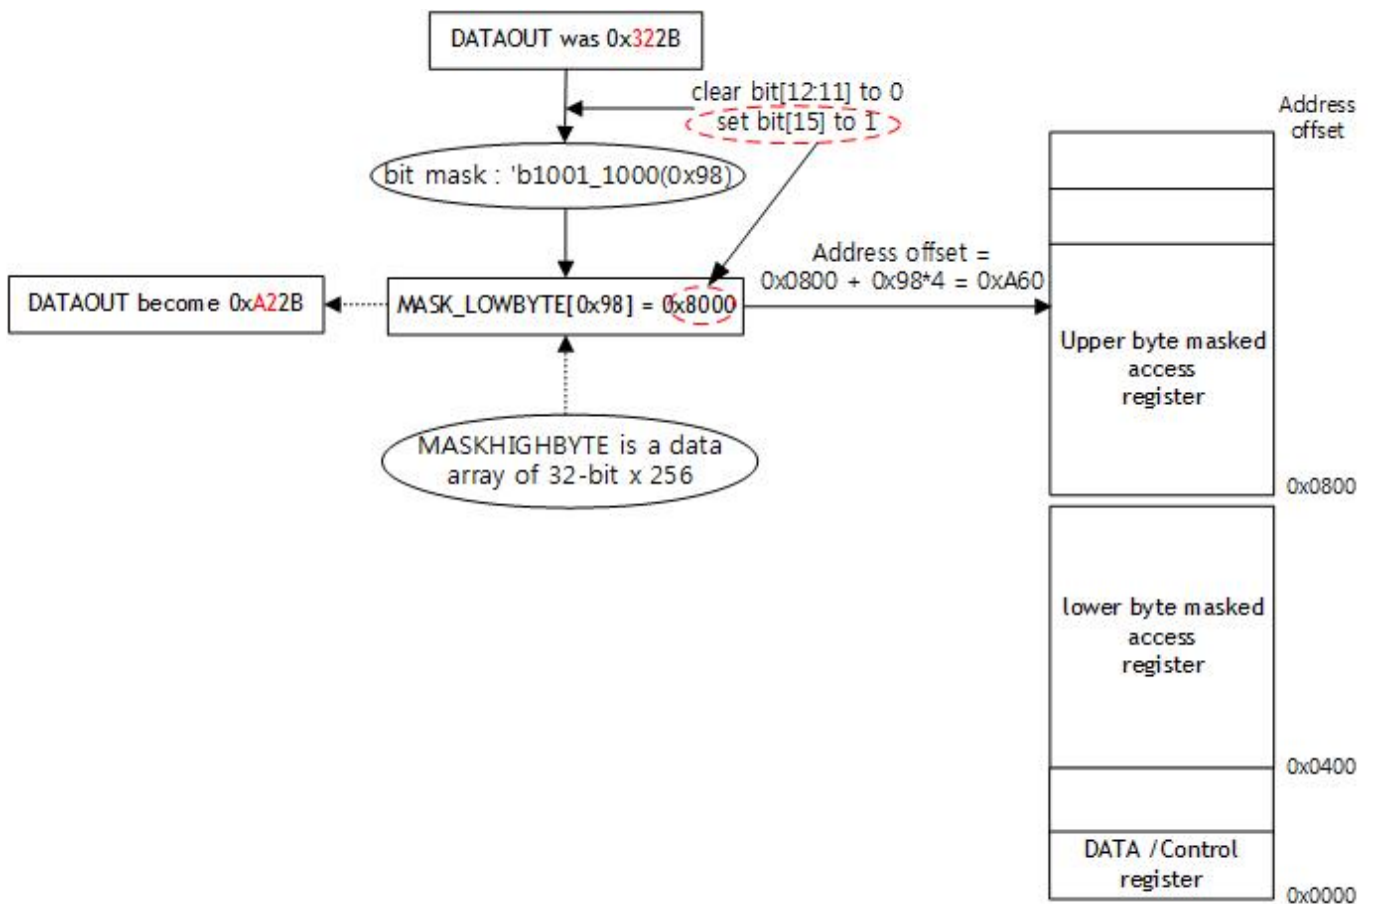 DATAOUT was 0x322B
clear bit[12:11] to 0
set bit[15] to 1
Address
offset
bit mask : 'b1001_1000(0x98)
Address offset =
0x0800 + 0x98*4 = 0xA60
DATAOUT become 0xA22B
MASK_LOWBYTE[0x98] = 0x8000
Upper byte masked
access
register
MASKHIGHBYTE is a data
array of 32-bit x 256
0x0800
lower byte masked
access
register
0x0400
DATA /Control
register
0x0000